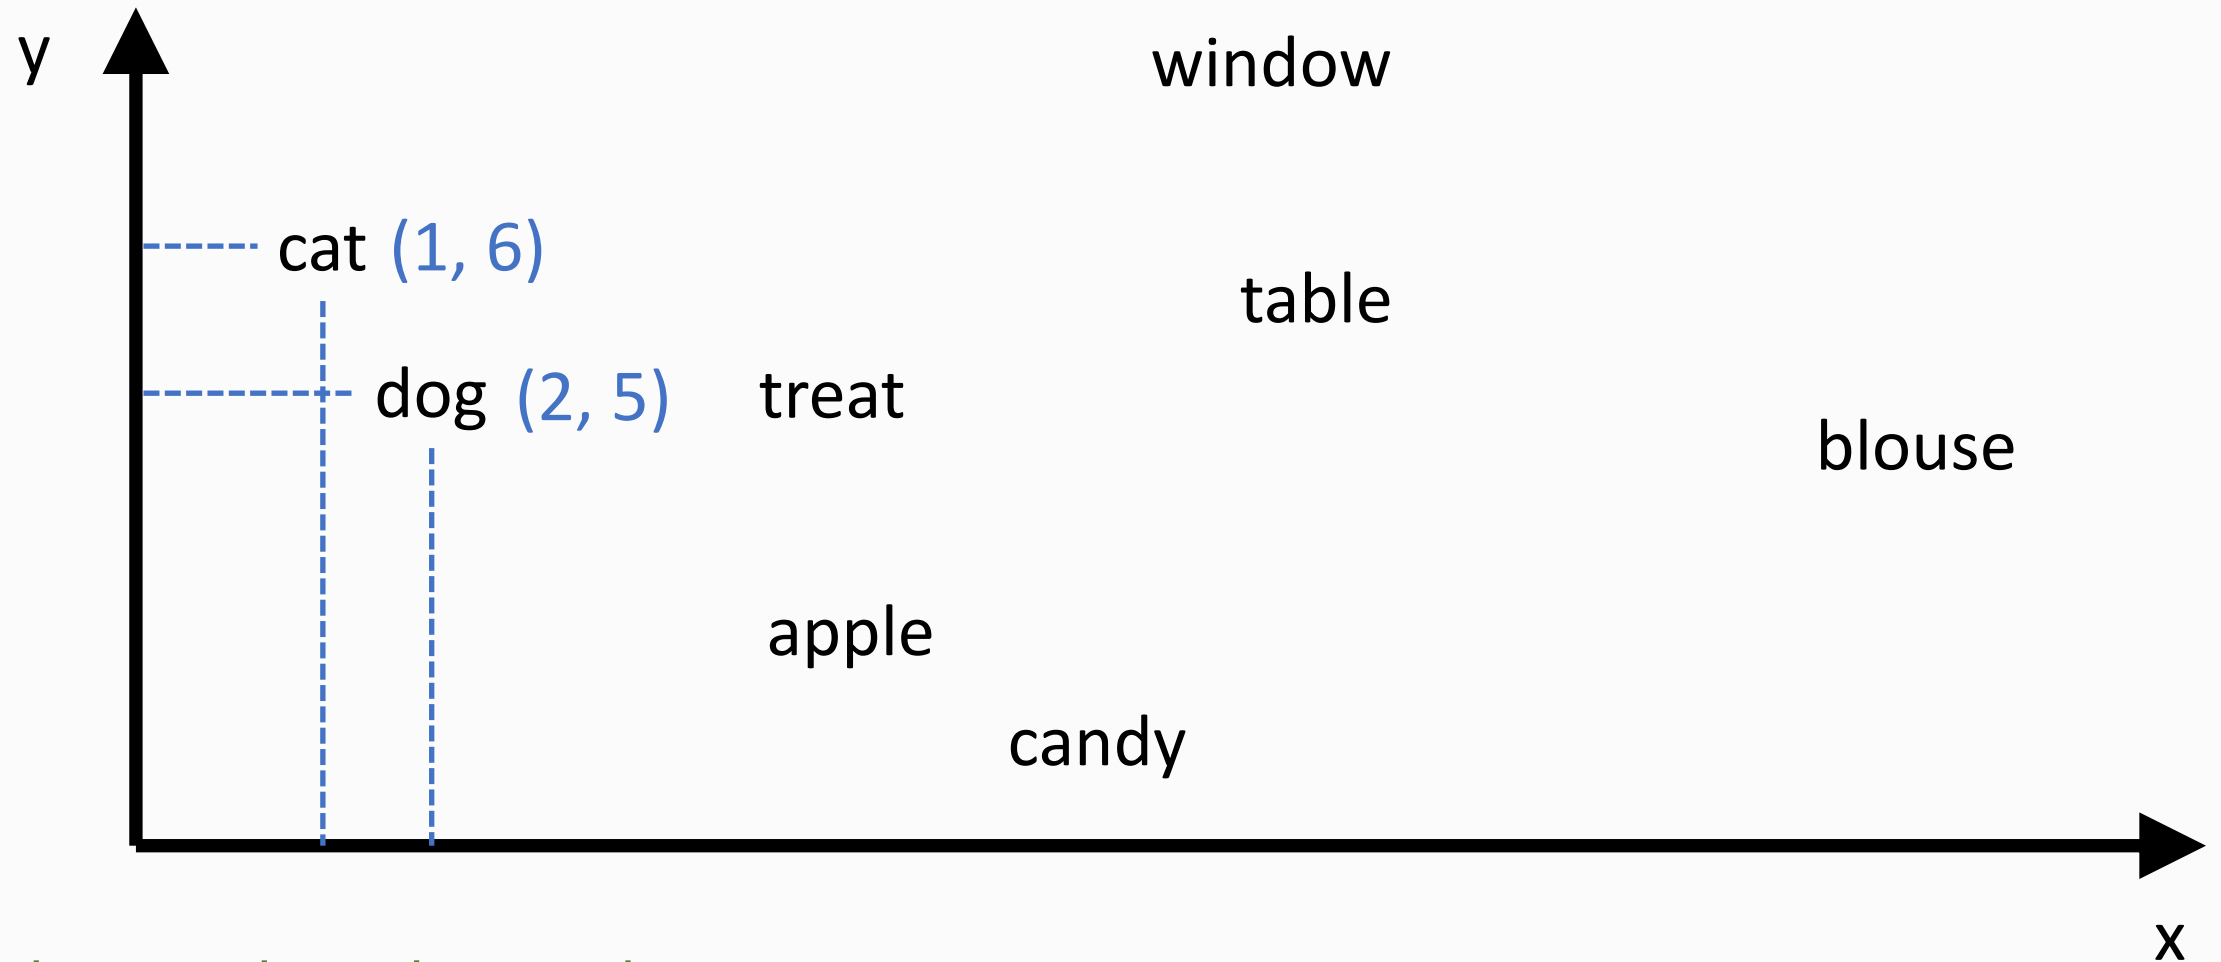 y
window
cat (1, 6)
table
dog (2, 5) treat
blouse
apple
candy
x